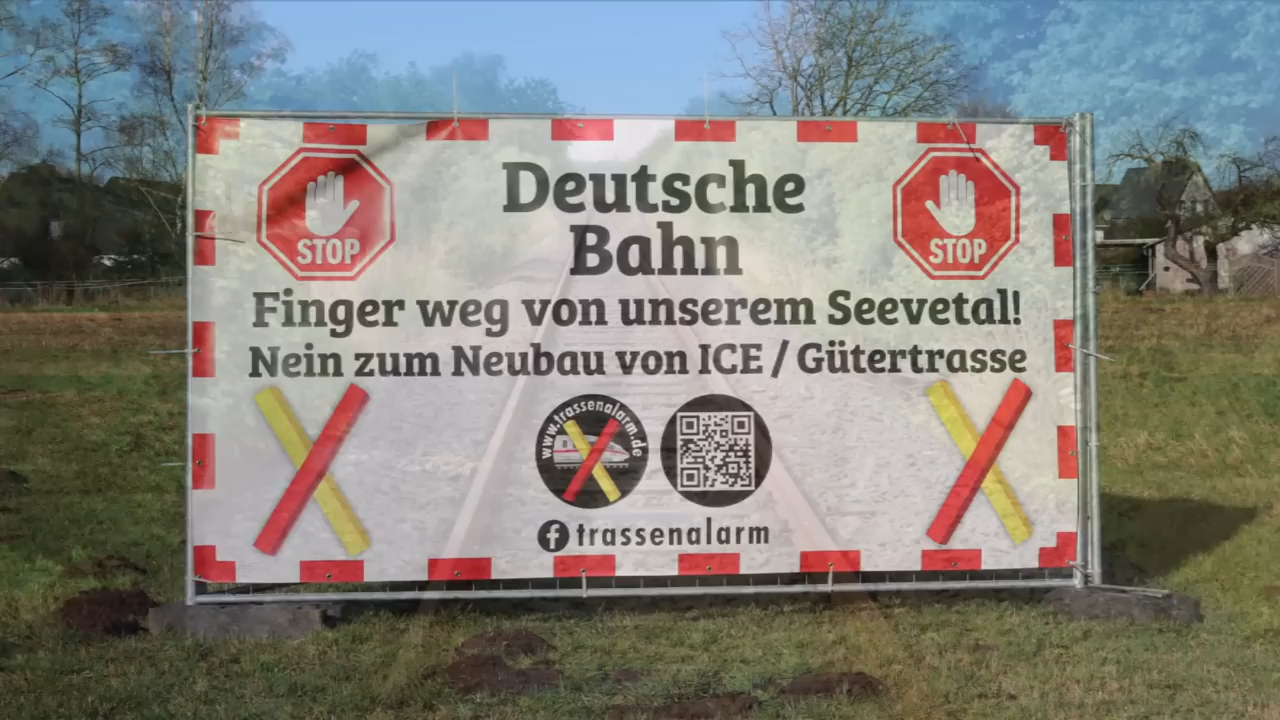 Deutsche
Bahn
STOP
STOP
Finger weg von unserem Seevetal!
Nein zum Neubau von ICE / Gütertrasse
www.trassenalarm.de
trassenalarm